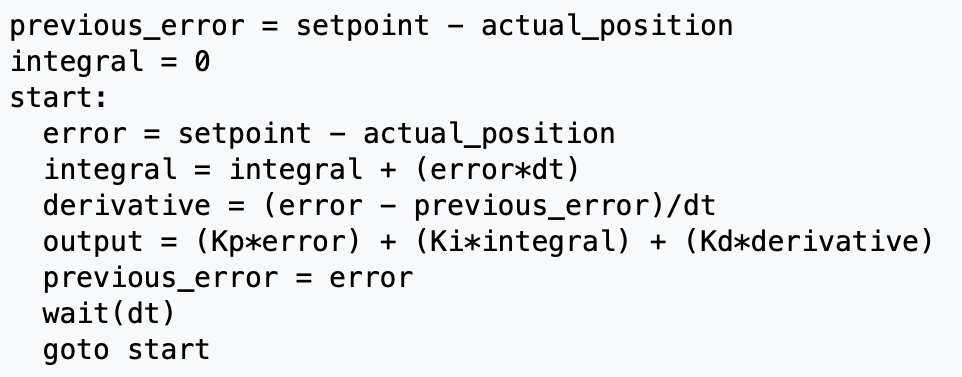 previous_error = setpoint − actual_position
integral = 0
start:
  error = setpoint − actual_position
  integral = integral + (error*dt)
  derivative = (error − previous_error)/dt
  output = (Kp*error) + (Ki*integral) + (Kd*derivative)
  previous_error = error
  wait(dt)
  goto start